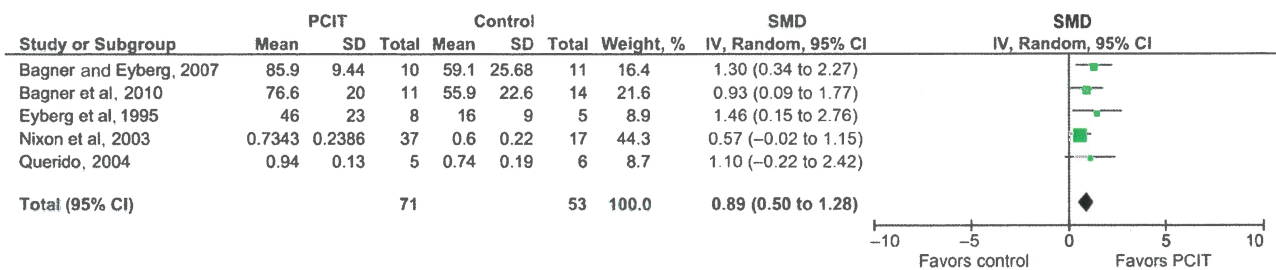 PCIT Control SMD SMD
Study or Subgroup Mean SD Total Mean SD Total Weight, % IV, Random, 95% CI IV, Random, 95% CI
Bagner and Eyberg, 2007 85.9 9.44 10 59.1 25.68 11 16.4 1.30 (0.34 to 2.27)
Bagner et al, 2010 76.6 20 11 55.9 22.6 14 21.6 0.93 (0.09 to 1.77)
Eyberg et al, 1995 46 23 8 16 9 5 8.9 1.46 (0.15 to 2.76)
Nixon et al, 2003 0.7343 0.2386 37 0.6 0.22 17 44.3 0.57 (−0.02 to 1.15)
Querido, 2004 0.94 0.13 5 0.74 0.19 6 8.7 1.10 (−0.22 to 2.42)
Total (95% CI) 71 53 100.0 0.89 (0.50 to 1.28)
−10 −5 0 5 10
Favors control Favors PCIT